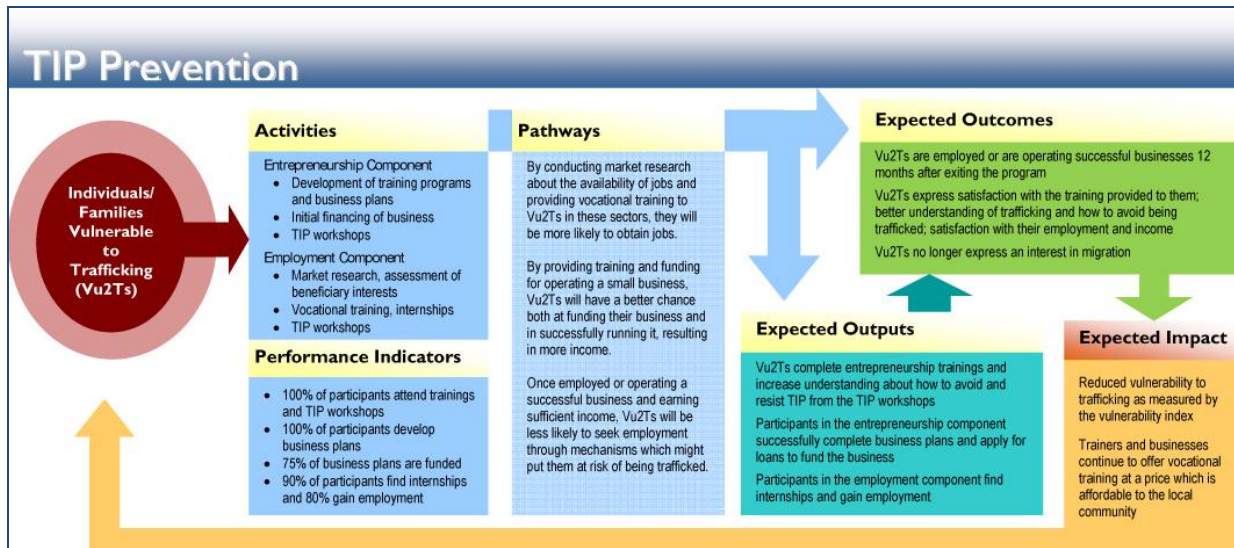 TIP Prevention
Individuals/
Families
Vulnerable
to
Trafficking
(Vu2Ts)
Activities
Entrepreneurship Component
• Development of training programs
and business plans
• Initial financing of business
• TIP workshops
Employment Component
• Market research, assessment of
beneficiary interests
• Vocational training, internships
• TIP workshops
Performance Indicators
• 100% of participants attend trainings
and TIP workshops
• 100% of participants develop
business plans
• 75% of business plans are funded
• 90% of participants find internships
and 80% gain employment
Pathways
By conducting market research
about the availability of jobs and
providing vocational training to
Vu2Ts in these sectors, they will
be more likely to obtain jobs.
By providing training and funding
for operating a small business,
Vu2Ts will have a better chance
both at funding their business and
in successfully running it, resulting
in more income.
Once employed or operating a
successful business and earning
sufficient income, Vu2Ts will be
less likely to seek employment
through mechanisms which might
put them at risk of being trafficked.
Expected Outcomes
Vu2Ts are employed or are operating successful businesses 12
months after exiting the program
Vu2Ts express satisfaction with the training provided to them;
better understanding of trafficking and how to avoid being
trafficked; satisfaction with their employment and income
Vu2Ts no longer express an interest in migration
Expected Outputs
Vu2Ts complete entrepreneurship trainings and
increase understanding about how to avoid and
resist TIP from the TIP workshops
Participants in the entrepreneurship component
successfully complete business plans and apply for
loans to fund the business
Participants in the employment component find
internships and gain employment
Expected Impact
Reduced vulnerability to
trafficking as measured by
the vulnerability index
Trainers and businesses
continue to offer vocational
training at a price which is
affordable to the local
community